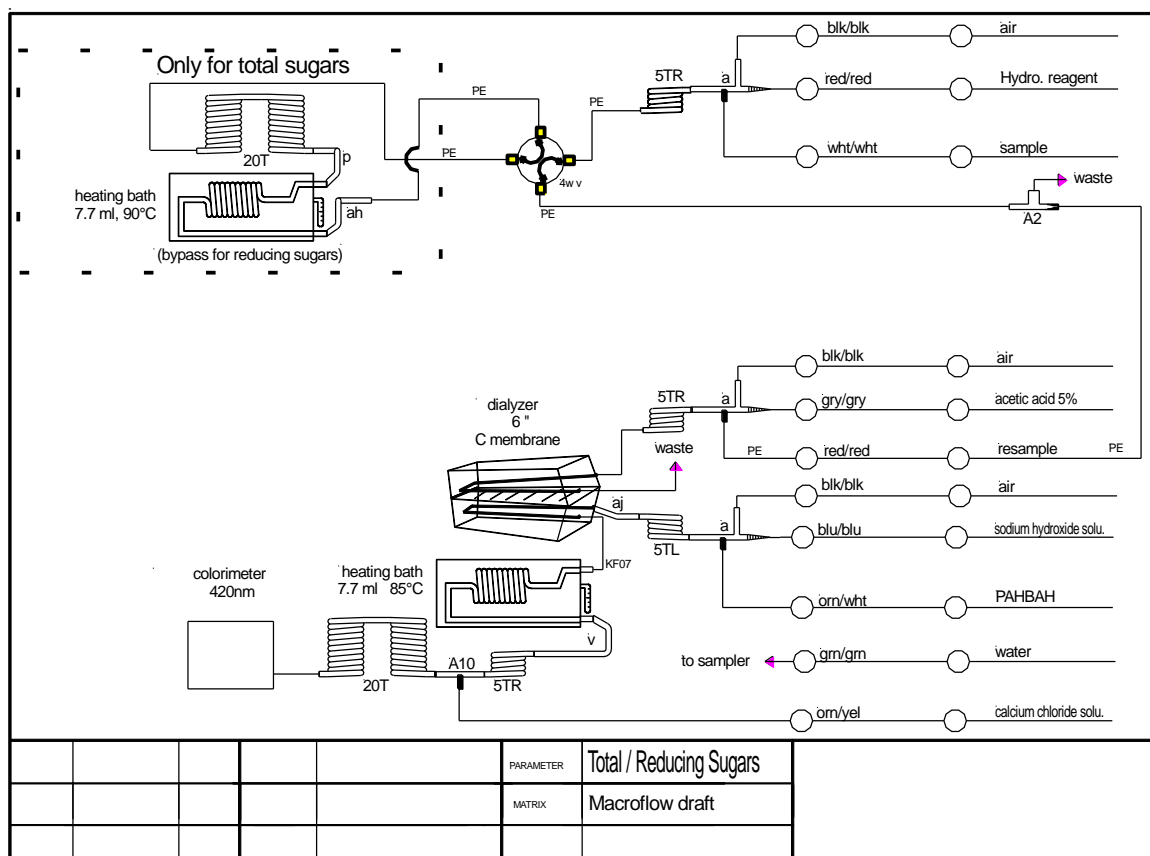 Only for total sugars
20T
p
heating bath
7.7 ml, 90°C
ah
(bypass for reducing sugars)
PE
PE
PE
PE
4w v
5TR
a
blk/blk
air
red/red
Hydro. reagent
wht/wht
sample
waste
A2
blk/blk
air
5TR
a
gry/gry
acetic acid 5%
dialyzer
6 "
C membrane
waste
PE
red/red
resample
PE
blk/blk
air
aj
5TL
a
blu/blu
sodium hydroxide solu.
KF07
colorimeter
420nm
heating bath
7.7 ml 85°C
orn/wht
PAHBAH
v
to sampler
grn/grn
water
A10
20T
5TR
orn/yel
calcium chloride solu.
PARAMETER
Total / Reducing Sugars
MATRIX
Macroflow draft